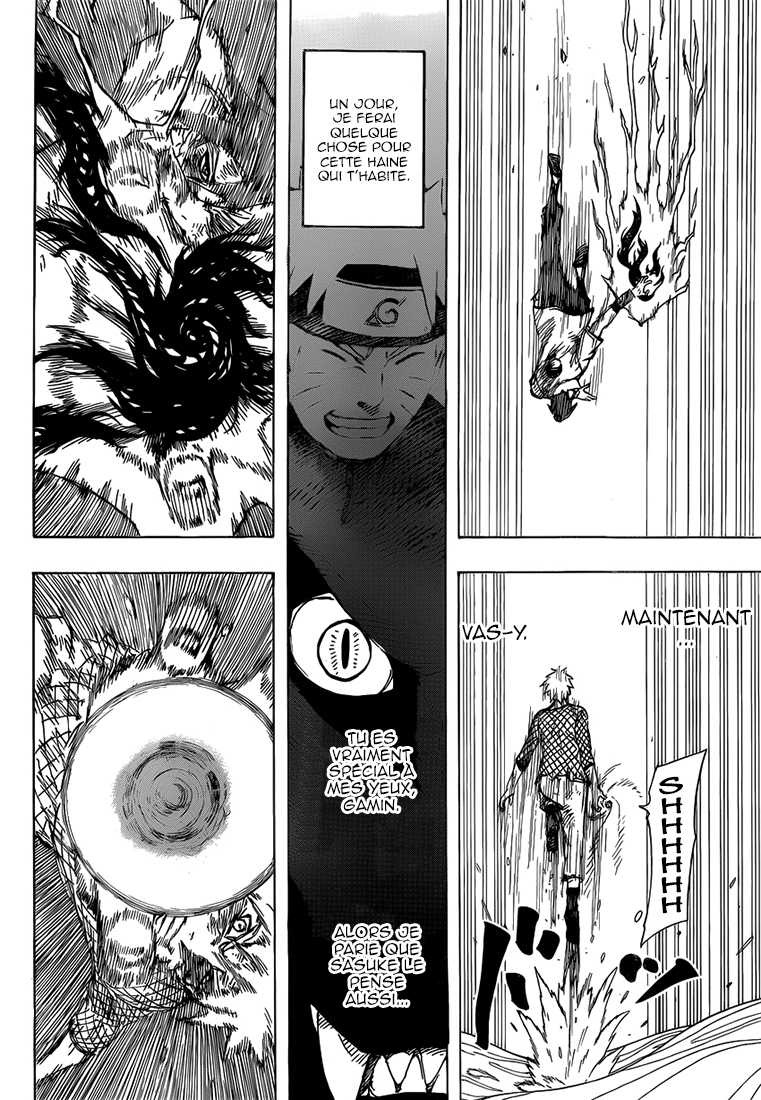 MAINTENANT
...
VAS-Y.
SHHHHHH
UN JOUR,
JE FERAI
QUELQUE
CHOSE POUR
CETTE HAINE
QUI T'HABITE.
TU ES
VRAIMENT
SPÉCIAL À
MES YEUX,
GAMIN.
ALORS JE
PARIE QUE
SASUKE LE
PENSE
AUSSI...